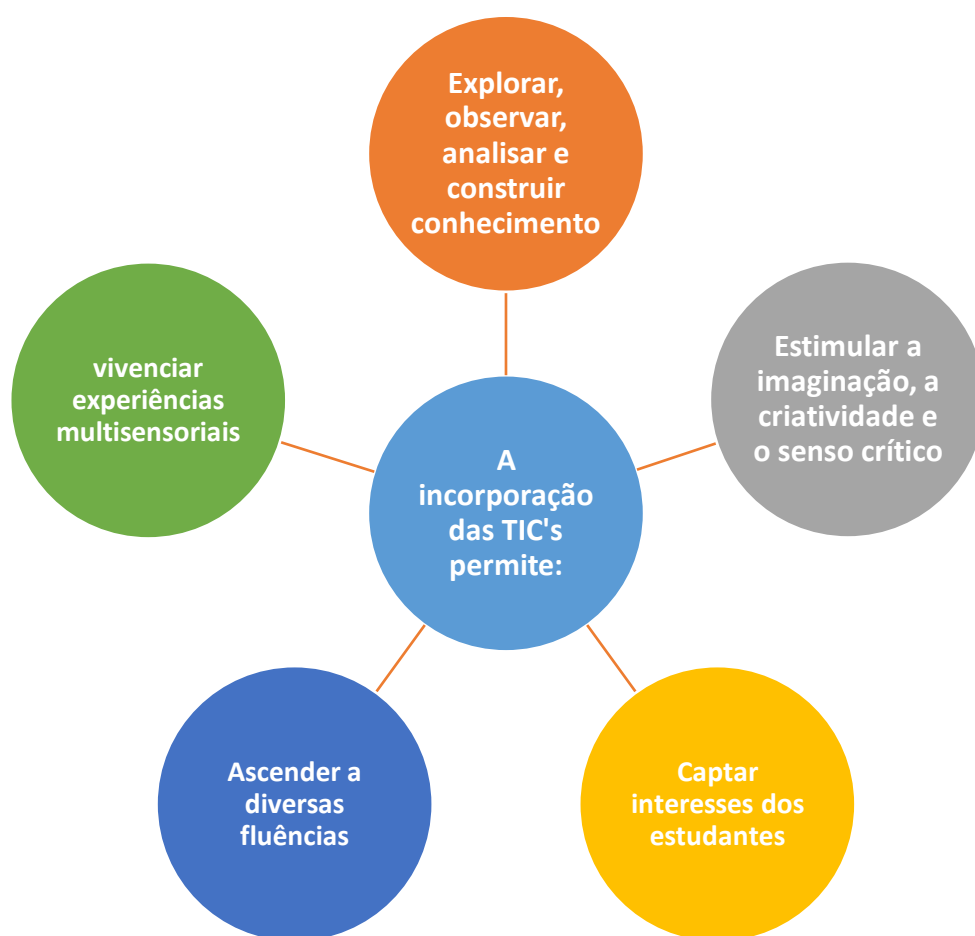 Explorar,
observar,
analisar e
construir
conhecimento
Estimular a
imaginação, a
criatividade e
o senso crítico
vivenciar
experiências
multisensoriais
A
incorporação
das TIC's
permite:
Ascender a
diversas
fluências
Captar
interesses dos
estudantes